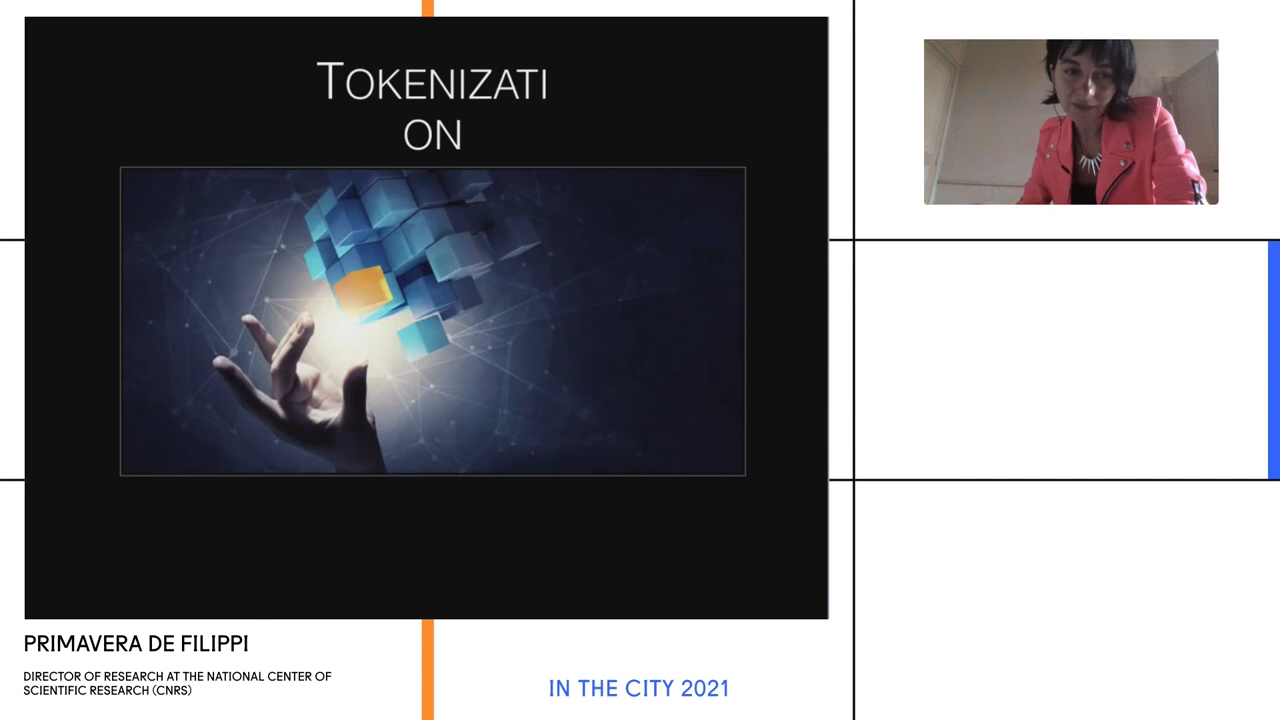 TOKENIZATI
ON
PRIMAVERA DE FILIPPI
DIRECTOR OF RESEARCH AT THE NATIONAL CENTER OF
SCIENTIFIC RESEARCH (CNRS)
IN THE CITY 2021